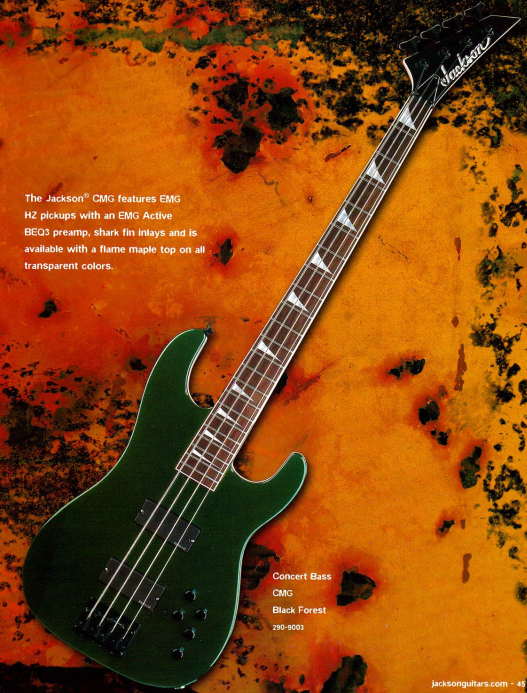 Jackson
The Jackson® CMG features EMG
HZ pickups with an EMG Active
BEQ3 preamp, shark fin inlays and is
available with a flame maple top on all
transparent colors.
Concert Bass
CMG
Black Forest
290-9003
jacksonguitars.com - 45